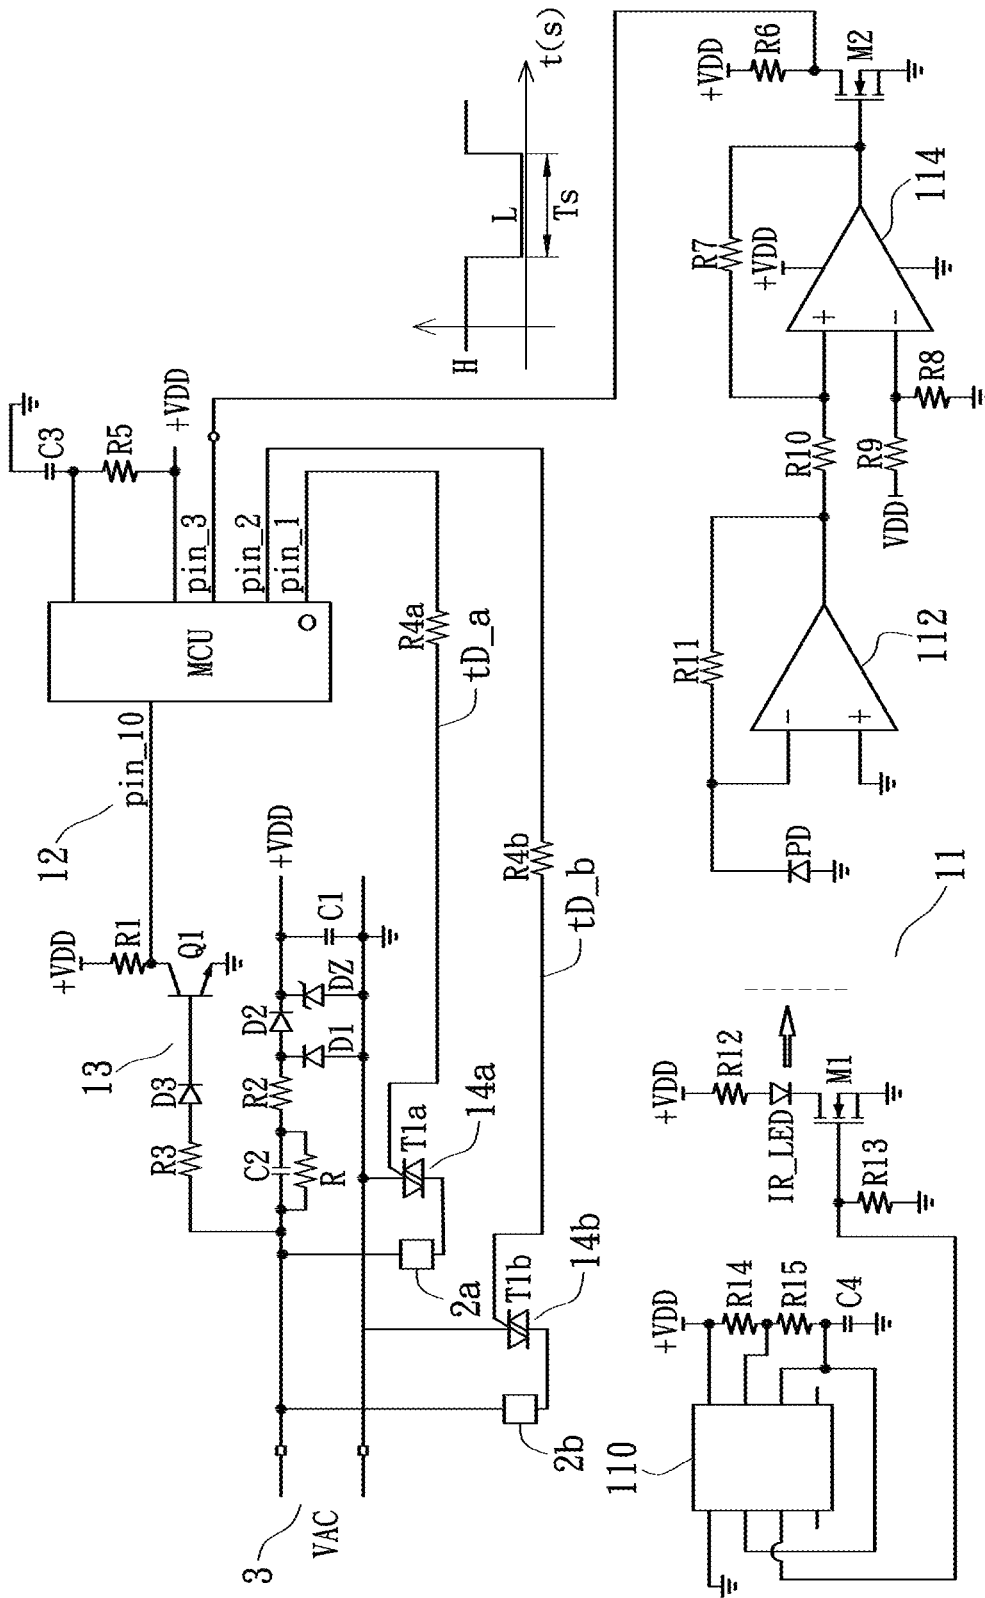 3
VAC
R3
D3
13
+VDD
R1
Q1
12
pin_10
MCU
C3
R5
+VDD
pin_3
pin_2
pin_1
C2
R
R2
D2
D1
DZ
C1
+VDD
2a
T1a
14a
2b
T1b
14b
R4a
tD_a
R4b
tD_b
H
L
Ts
t(s)
110
+VDD
R14
R15
C4
R13
+VDD
R12
IR_LED
M1
11
PD
R11
112
-
+
R10
R9
VDD
R8
R7
+VDD
+
-
114
+VDD
R6
M2